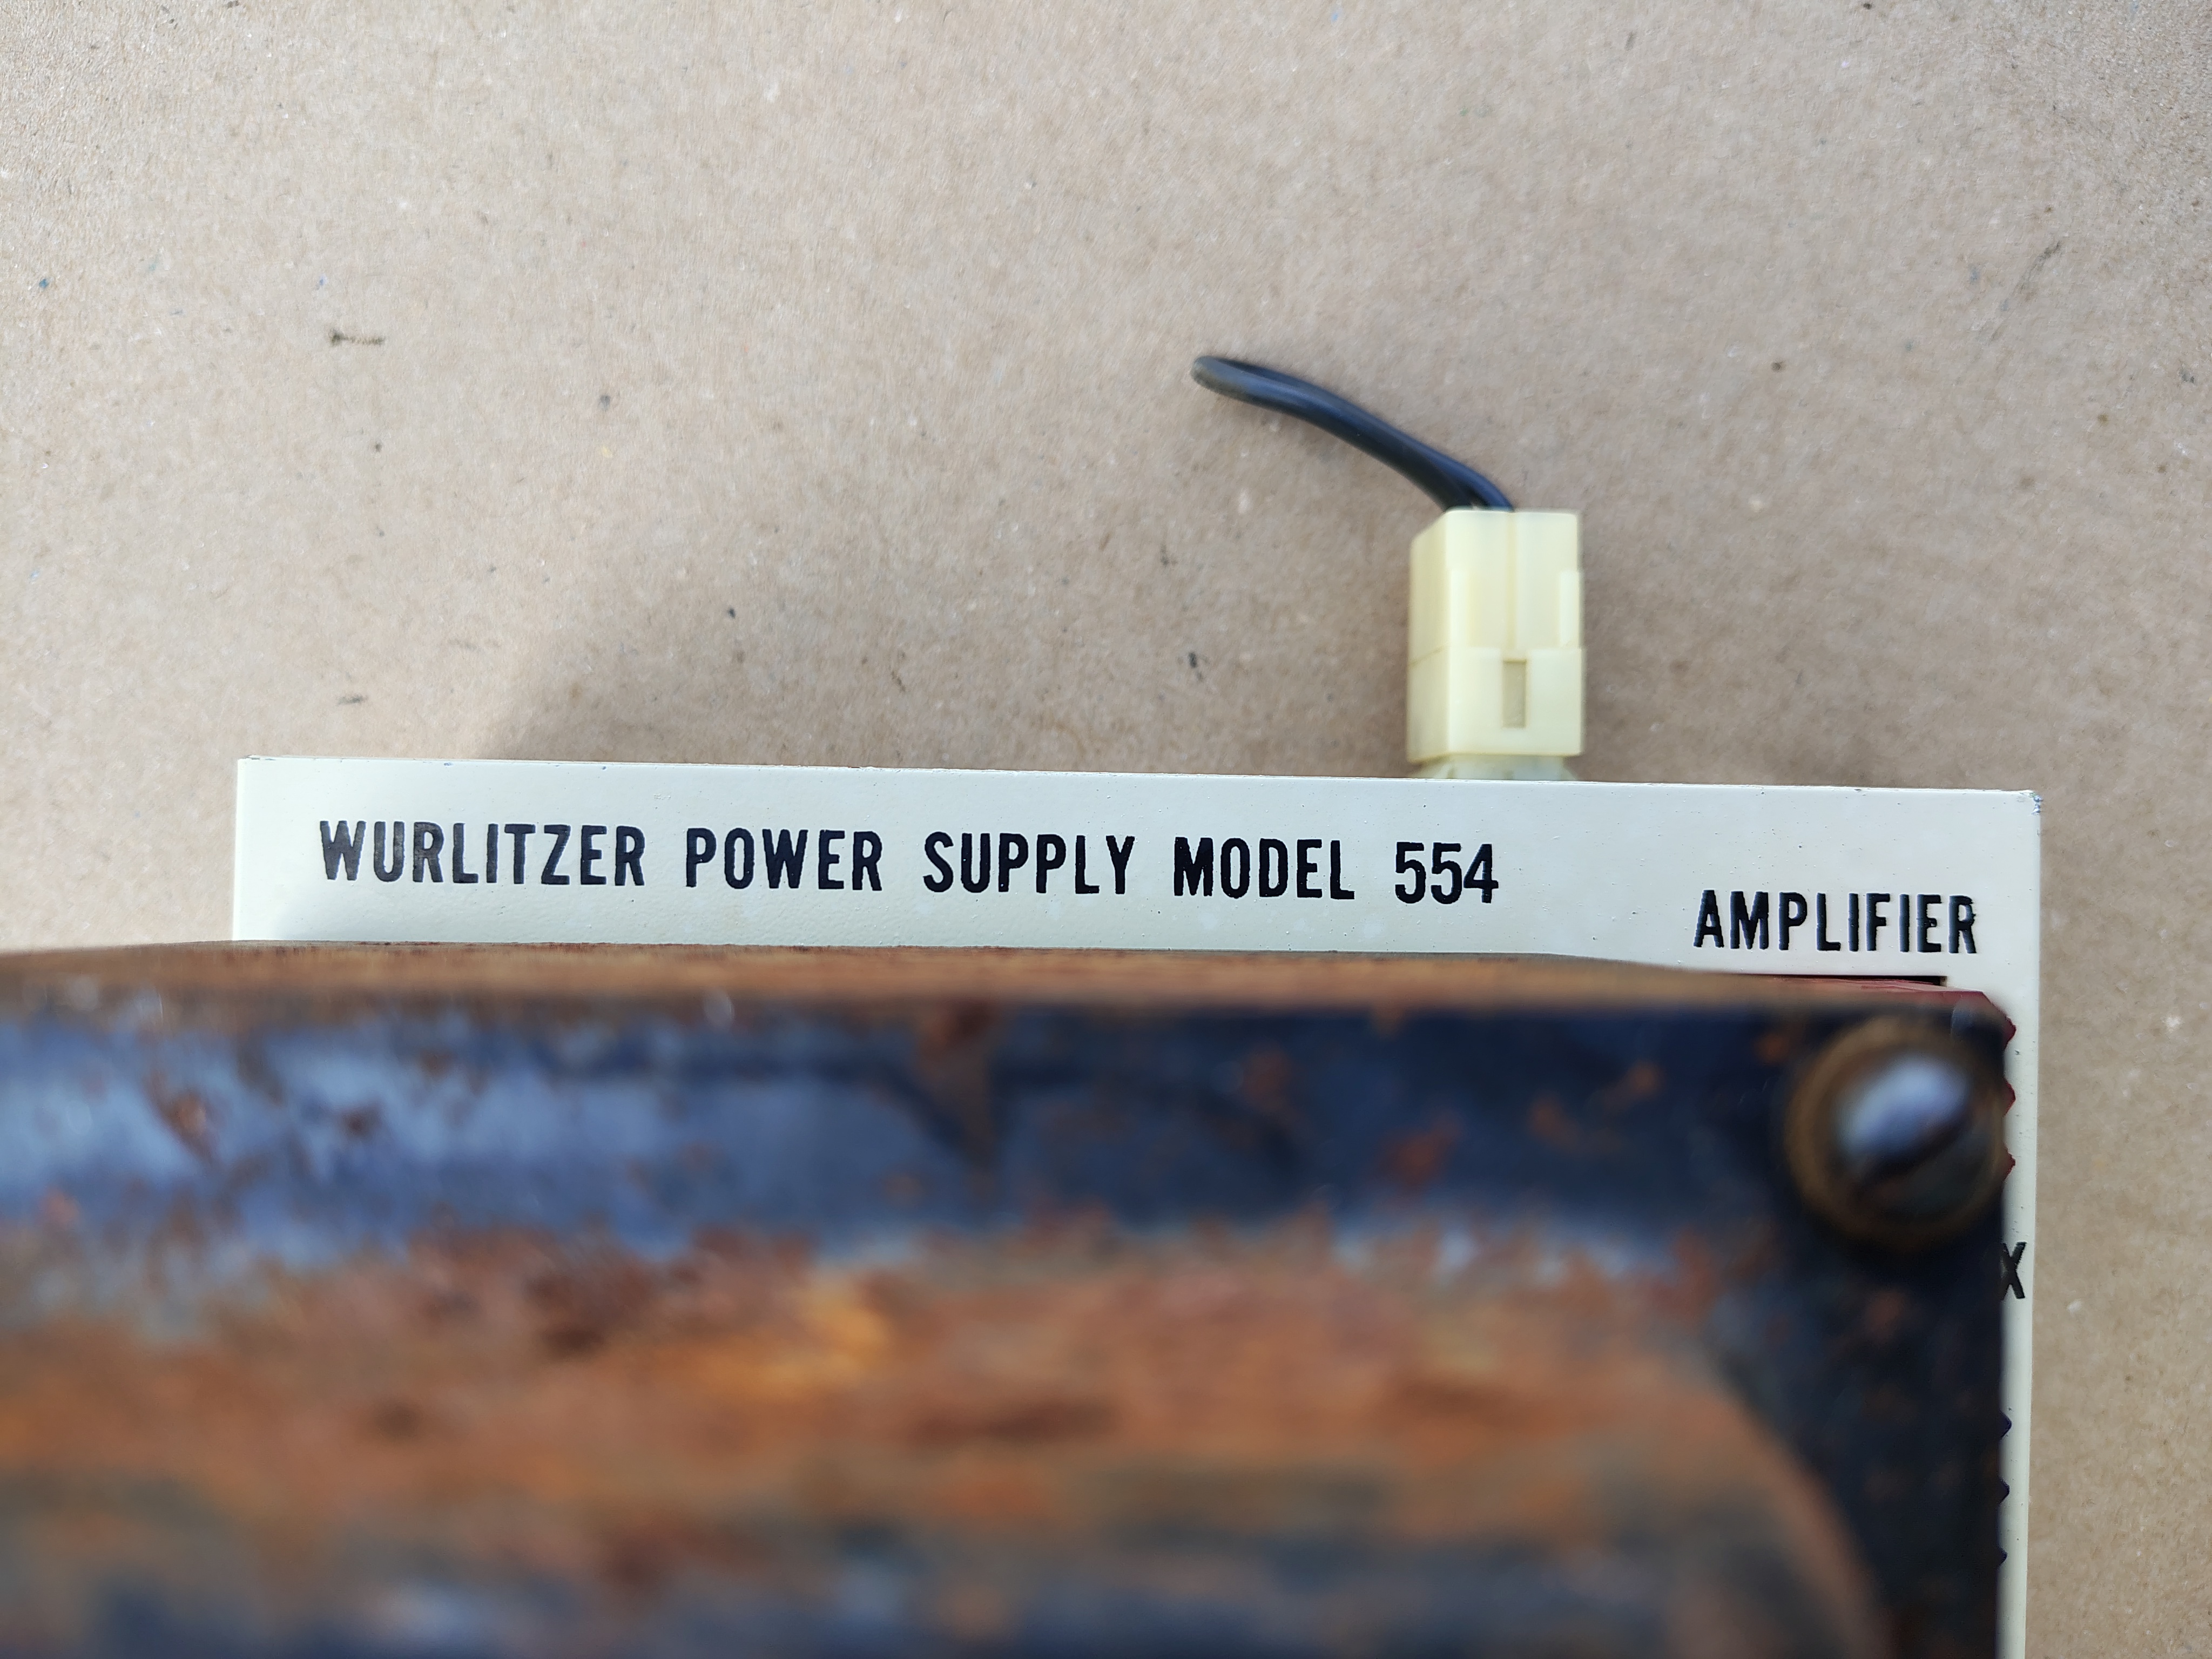 WURLITZER POWER SUPPLY MODEL 554
AMPLIFIER
X